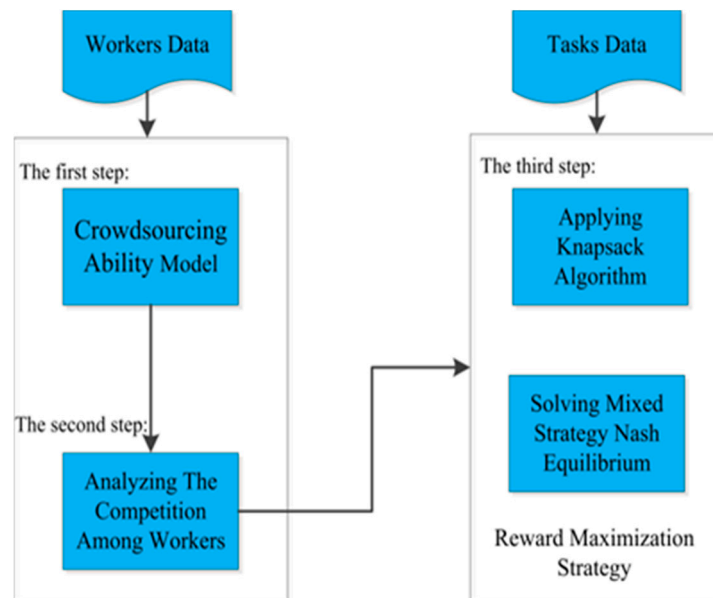 Workers Data
The first step:
Crowdsourcing
Ability Model
The second step:
Analyzing The
Competition
Among Workers
Tasks Data
The third step:
Applying
Knapsack
Algorithm
Solving Mixed
Strategy Nash
Equilibrium
Reward Maximization
Strategy